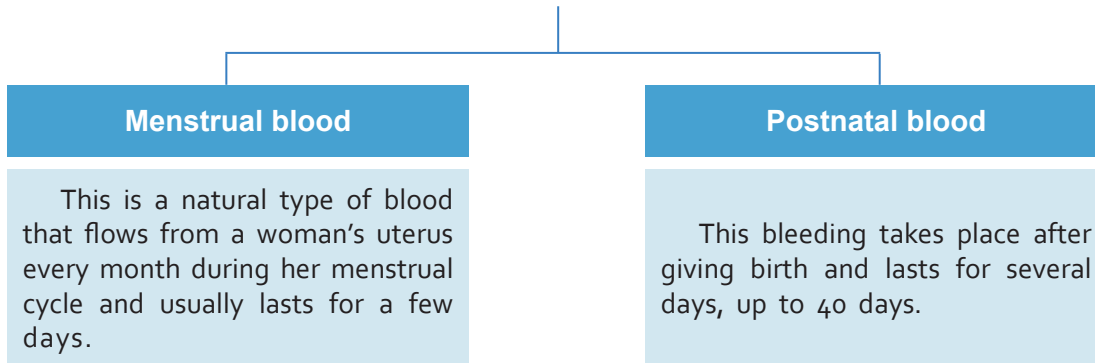 Menstrual blood
This is a natural type of blood
that flows from a woman's uterus
every month during her menstrual
cycle and usually lasts for a few
days.
Postnatal blood
This bleeding takes place after
giving birth and lasts for several
days, up to 40 days.